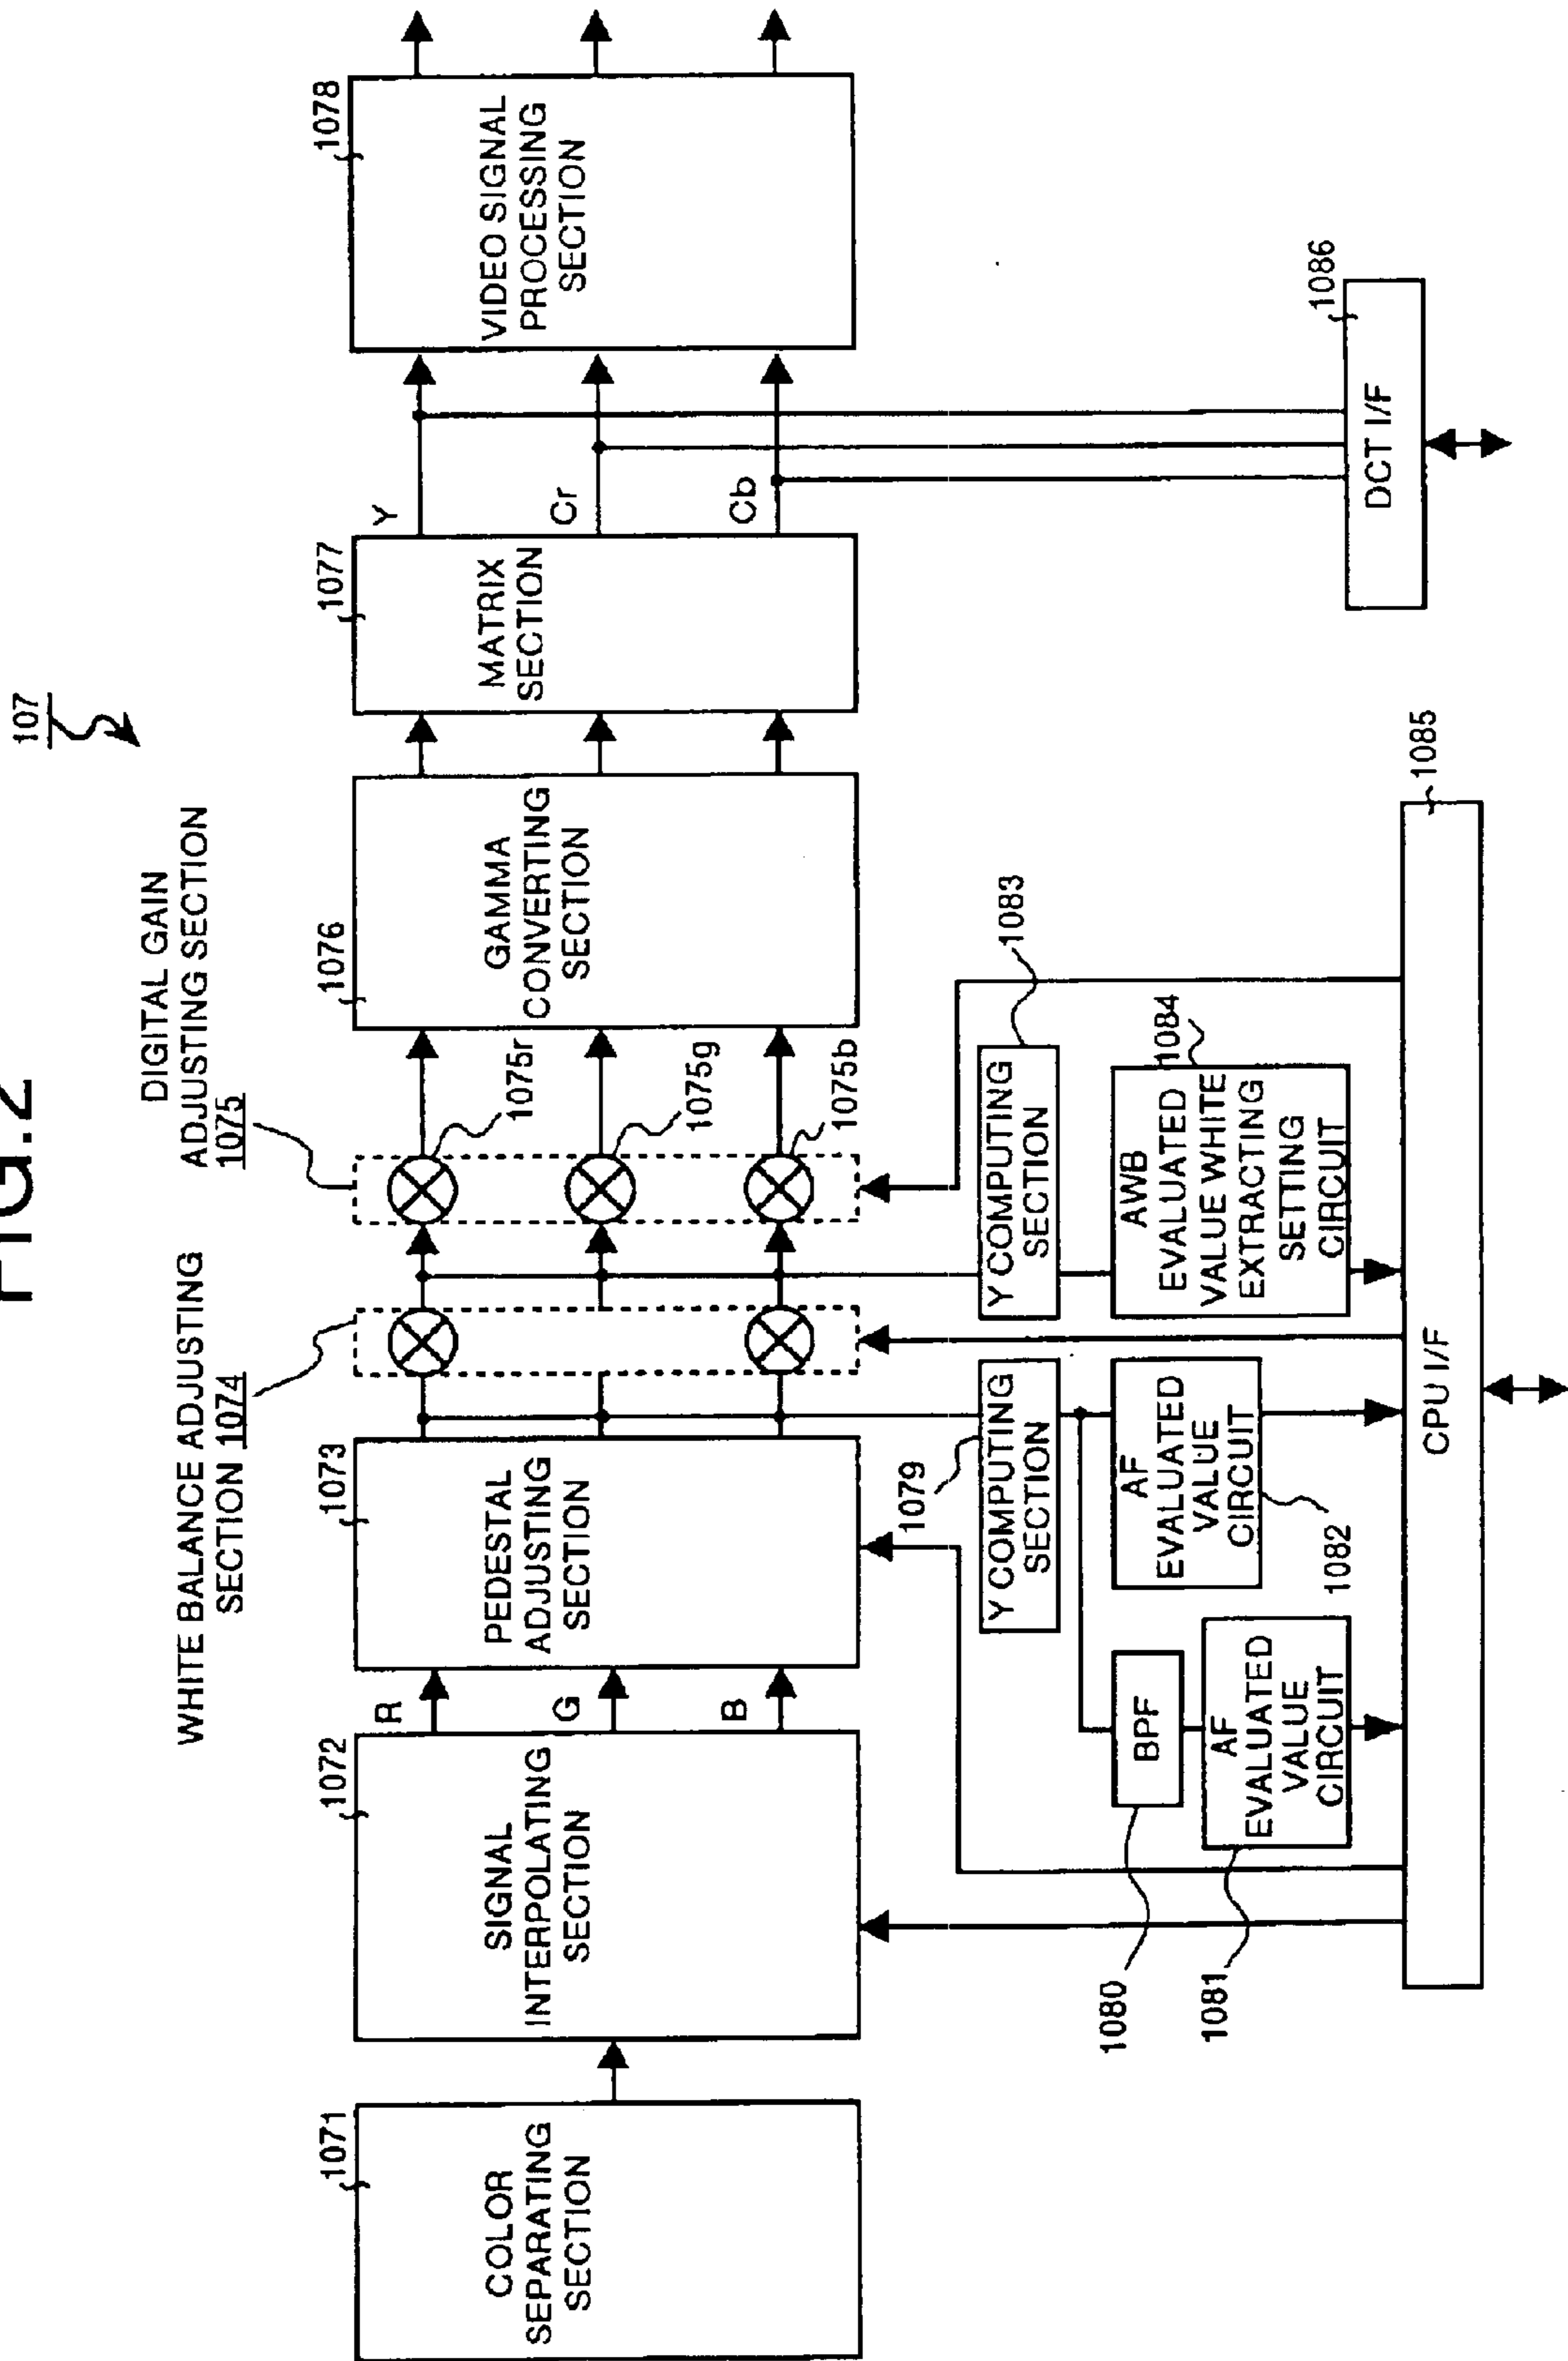 FIG.2
107
DIGITAL GAIN
ADJUSTING SECTION
1075
WHITE BALANCE ADJUSTING
SECTION 1074
1071
COLOR
SEPARATING
SECTION
1072
SIGNAL
INTERPOLATING
SECTION
R
G
B
1073
PEDESTAL
ADJUSTING
SECTION
1075r
1075g
1075b
1076
GAMMA
CONVERTING
SECTION
1077
MATRIX
SECTION
Y
Cr
Cb
1078
VIDEO SIGNAL
PROCESSING
SECTION
1079
Y COMPUTING
SECTION
1083
Y COMPUTING
SECTION
1080
BPF
1081
AF
EVALUATED
VALUE
CIRCUIT
AF
EVALUATED
VALUE
CIRCUIT
1082
1084
AWB
EVALUATED
VALUE WHITE
EXTRACTING
SETTING
CIRCUIT
1085
CPU I/F
1086
DCT I/F